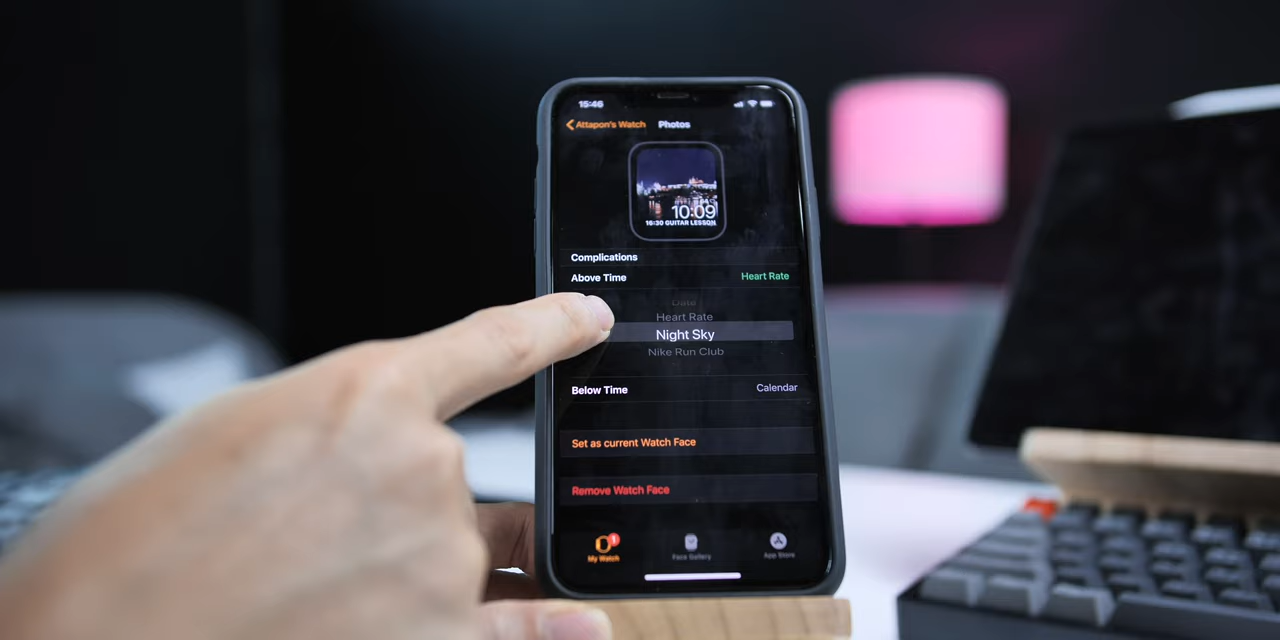 15:46
Attapon's Watch Photos
10:09
16:30 GUITAR LESSON
Complications
Above Time Heart Rate
Date
Heart Rate
Night Sky
Nike Run Club
Below Time Calendar
Set as current Watch Face
Remove Watch Face
1
My Watch Face Gallery App Store